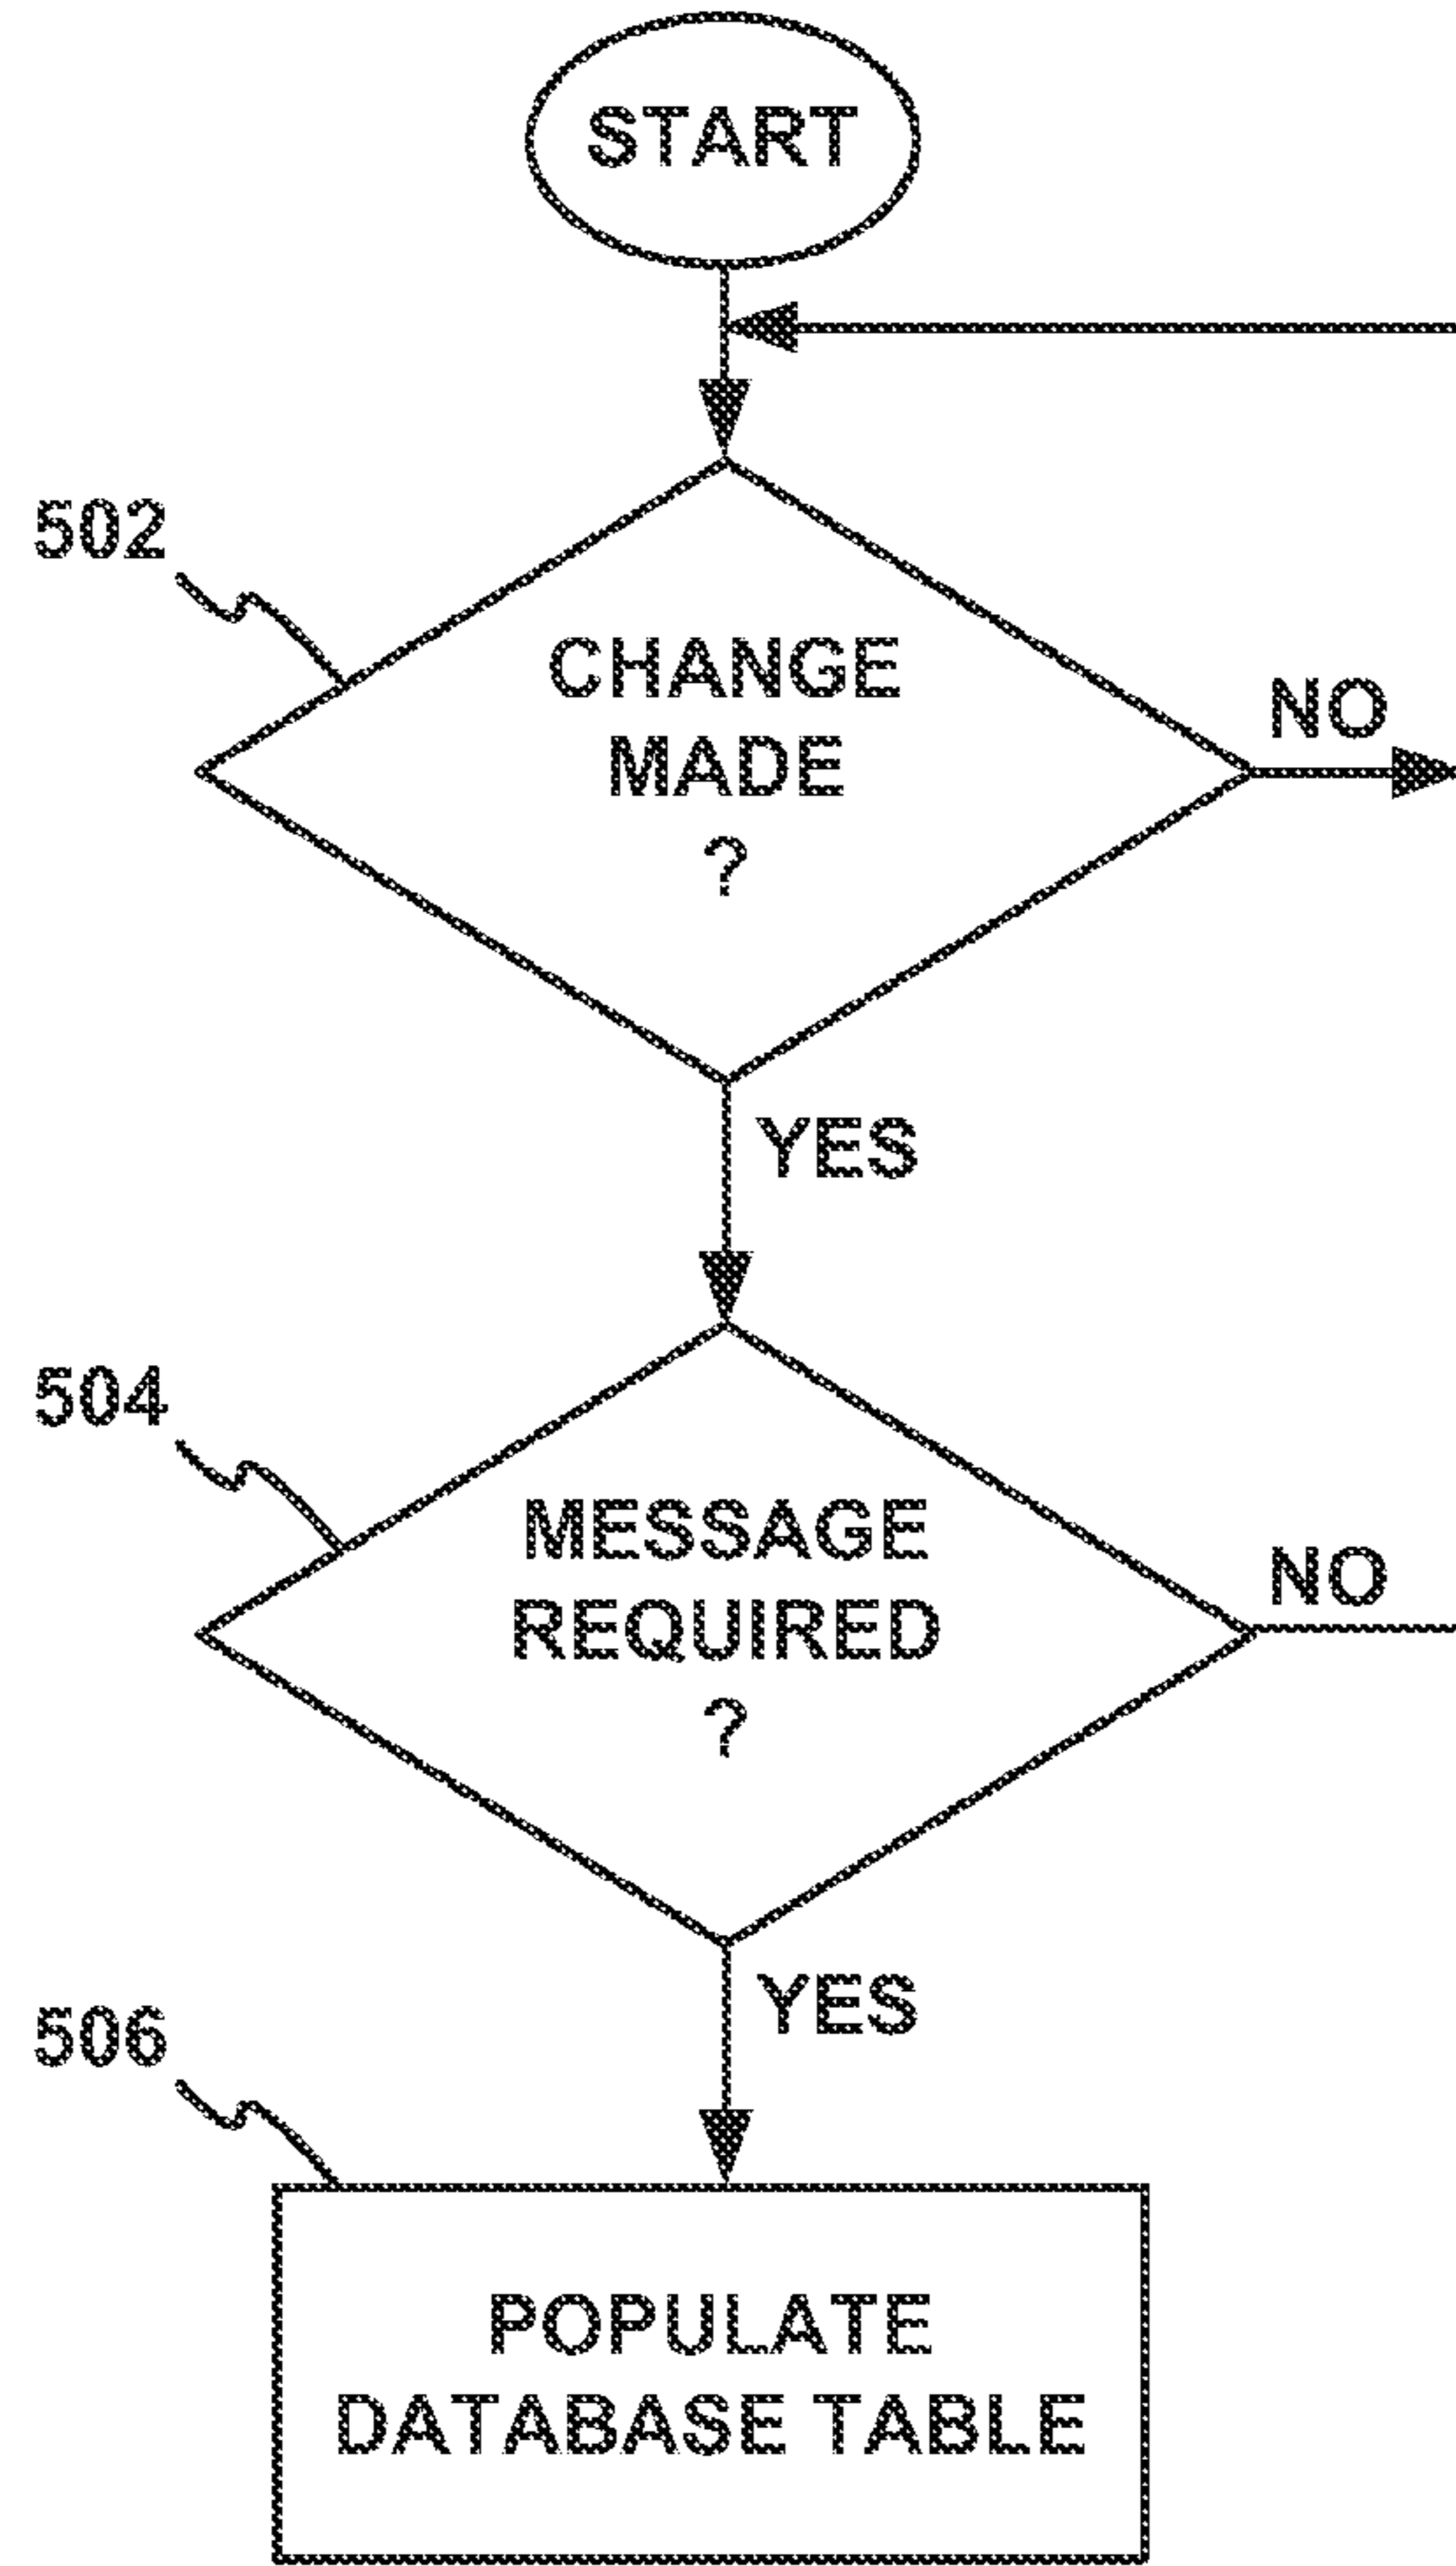 START
502
CHANGE
MADE
?
NO
YES
504
MESSAGE
REQUIRED
?
NO
YES
506
POPULATE
DATABASE TABLE